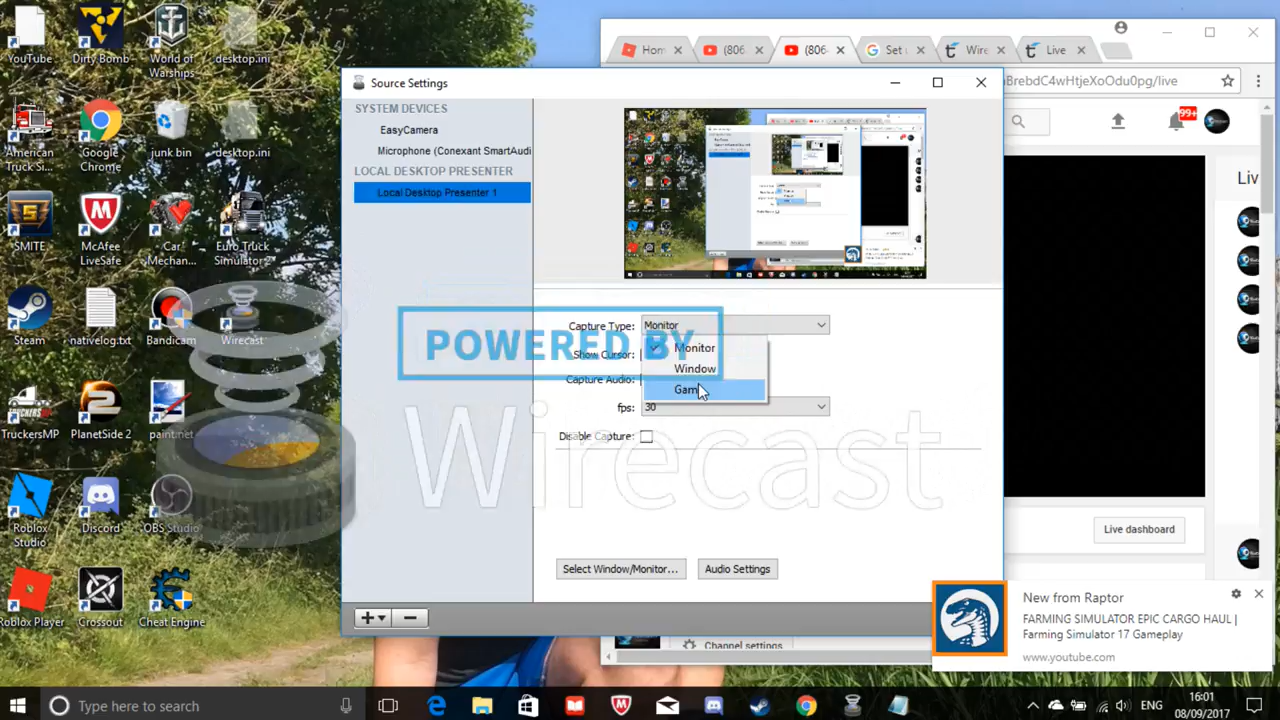 YouTube
Dirty Bomb
World of
Warships
desktop.ini
American
Truck Si...
Google
Chrome
junk bin
desktop.ini
SMITE
McAfee
LiveSafe
Car
Mechan...
Euro Truck
Simulator 2
Steam
nativelog.txt
Bandicam
Wirecast
TruckersMP
PlanetSide 2
paint.net
Roblox
Studio
Discord
OBS Studio
Roblox Player
Crossout
Cheat Engine
Source Settings
SYSTEM DEVICES
EasyCamera
Microphone (Conexant SmartAudi
LOCAL DESKTOP PRESENTER
Local Desktop Presenter 1
Capture Type:
Monitor
Show Cursor:
Monitor
Window
Capture Audio:
Gam
fps:
30
Disable Capture:
Select Window/Monitor...
Audio Settings
POWERED BY
Wirecast
Hom
(806
(806
Set u
Wire
Live
BrebdC4wHtjeXoOdu0pg/live
99+
Liv
Live dashboard
Channel settings
New from Raptor
FARMING SIMULATOR EPIC CARGO HAUL |
Farming Simulator 17 Gameplay
www.youtube.com
Type here to search
ENG
16:01
08/09/2017